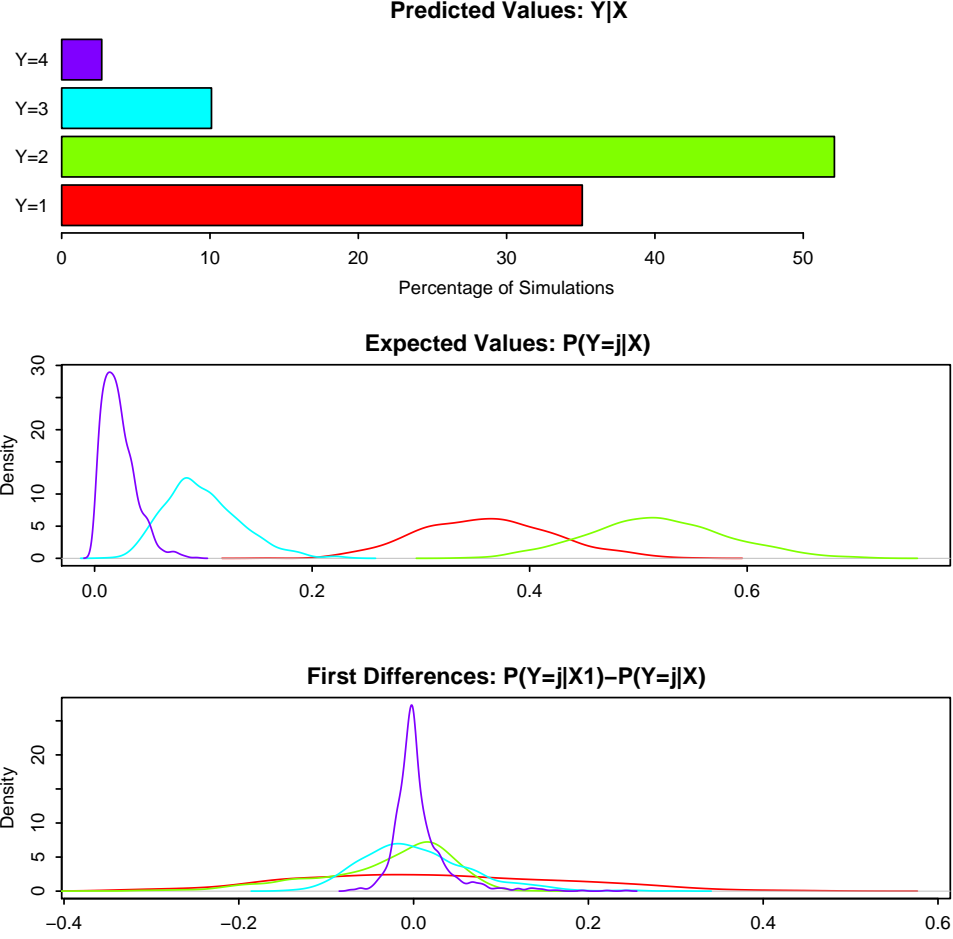 Predicted Values: Y|X
Y=4
Y=3
Y=2
Y=1
0 10 20 30 40 50
Percentage of Simulations
Expected Values: P(Y=j|X)
Density
30
20
10
5
0
0.0 0.2 0.4 0.6
First Differences: P(Y=j|X1)−P(Y=j|X)
Density
20
10
5
0
−0.4 −0.2 0.0 0.2 0.4 0.6